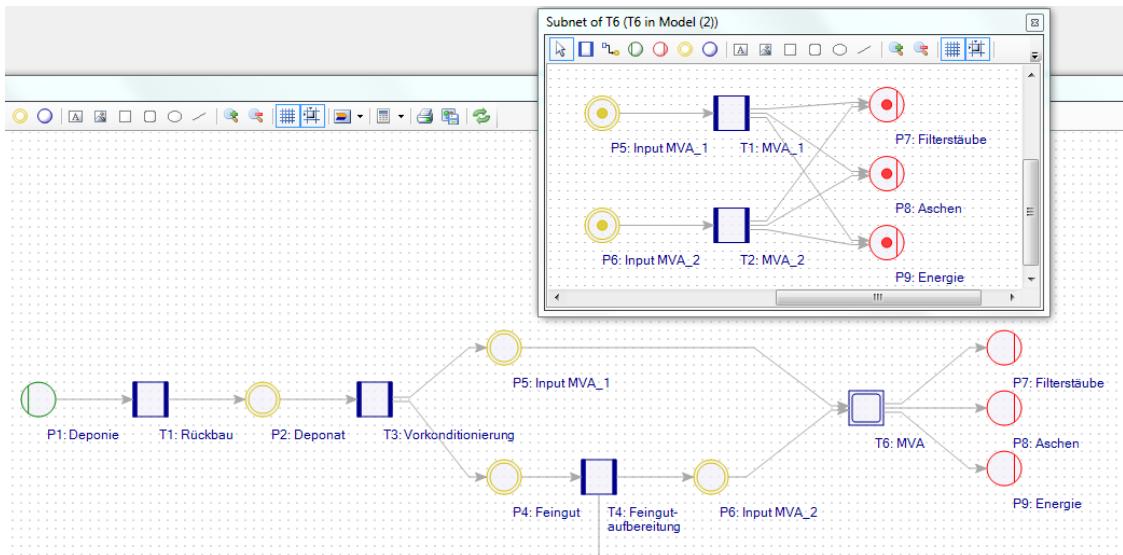 Subnet of T6 (T6 in Model (2))
A
P5: Input MVA_1
T1: MVA_1
P7: Filterstäube
P8: Aschen
P6: Input MVA_2
T2: MVA_2
P9: Energie
A
P5: Input MVA_1
P7: Filterstäube
P1: Deponie
T1: Rückbau
P2: Deponat
T3: Vorkonditionierung
T6: MVA
P8: Aschen
P4: Feingut
T4: Feingut-
aufbereitung
P6: Input MVA_2
P9: Energie